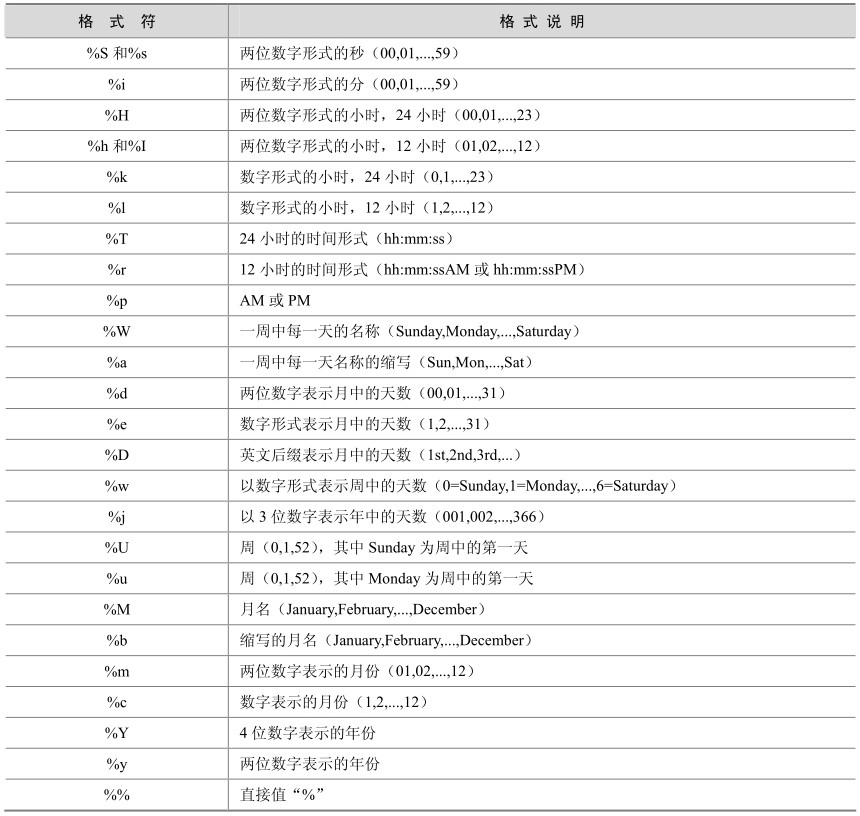 格 式 符 格 式 说 明
%S 和%s 两位数字形式的秒（00,01,...,59）
%i 两位数字形式的分（00,01,...,59）
%H 两位数字形式的小时，24 小时（00,01,...,23）
%h 和%I 两位数字形式的小时，12 小时（01,02,...,12）
%k 数字形式的小时，24 小时（0,1,...,23）
%l 数字形式的小时，12 小时（1,2,...,12）
%T 24 小时的时间形式（hh:mm:ss）
%r 12 小时的时间形式（hh:mm:ssAM 或 hh:mm:ssPM）
%p AM 或 PM
%W 一周中每一天的名称（Sunday,Monday,...,Saturday）
%a 一周中每一天名称的缩写（Sun,Mon,...,Sat）
%d 两位数字表示月中的天数（00,01,...,31）
%e 数字形式表示月中的天数（1,2,...,31）
%D 英文后缀表示月中的天数（1st,2nd,3rd,...）
%w 以数字形式表示周中的天数（0=Sunday,1=Monday,...,6=Saturday）
%j 以 3 位数字表示年中的天数（001,002,...,366）
%U 周（0,1,52），其中 Sunday 为周中的第一天
%u 周（0,1,52），其中 Monday 为周中的第一天
%M 月名（January,February,...,December）
%b 缩写的月名（January,February,...,December）
%m 两位数字表示的月份（01,02,...,12）
%c 数字表示的月份（1,2,...,12）
%Y 4 位数字表示的年份
%y 两位数字表示的年份
%% 直接值“%”